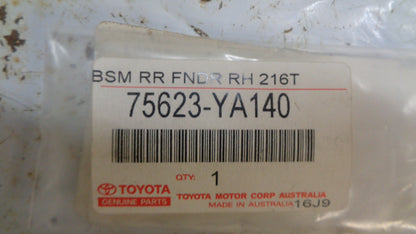 BSM RR FNDR RH 216T
75623-YA140
QTY: 1
TOYOTA TOYOTA MOTOR CORP AUSTRALIA
GENUINE PARTS MADE IN AUSTRALIA 16J9